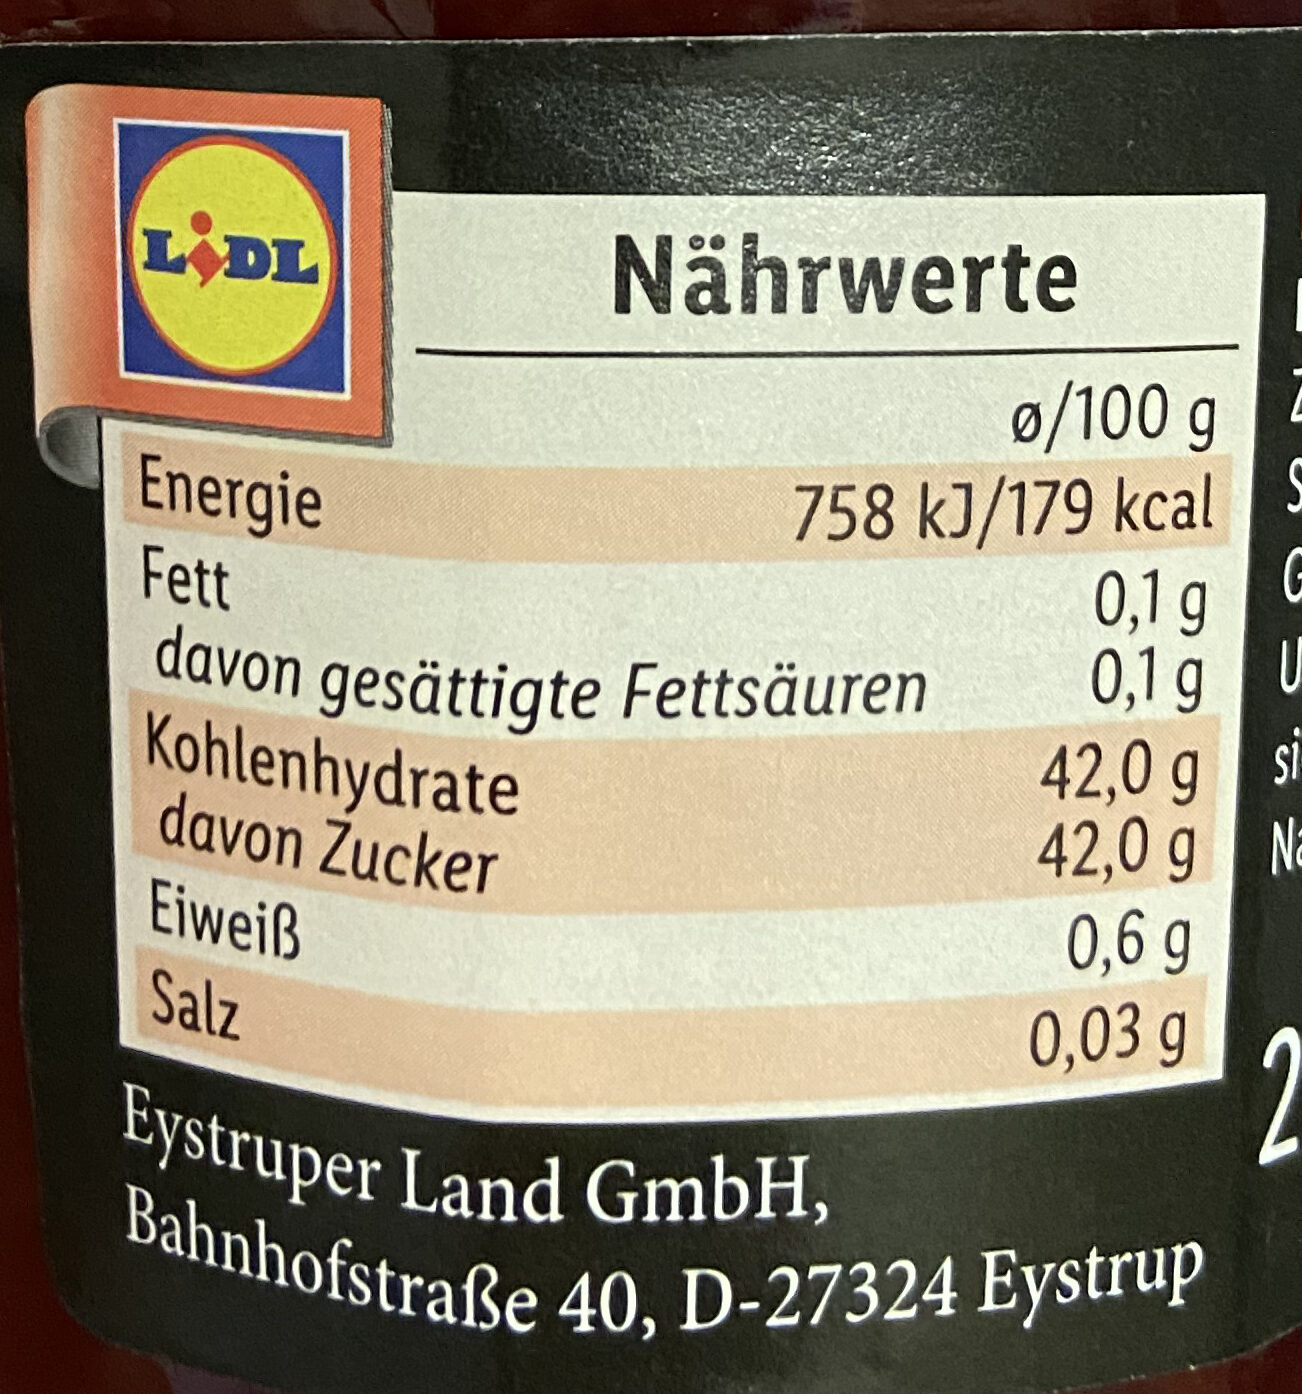 LIDL
Nährwerte
ø/100 g
Energie 758 kJ/179 kcal
Fett 0,1 g
davon gesättigte Fettsäuren 0,1 g
Kohlenhydrate 42,0 g
davon Zucker 42,0 g
Eiweiß 0,6 g
Salz 0,03 g
Eystruper Land GmbH,
Bahnhofstraße 40, D-27324 Eystrup